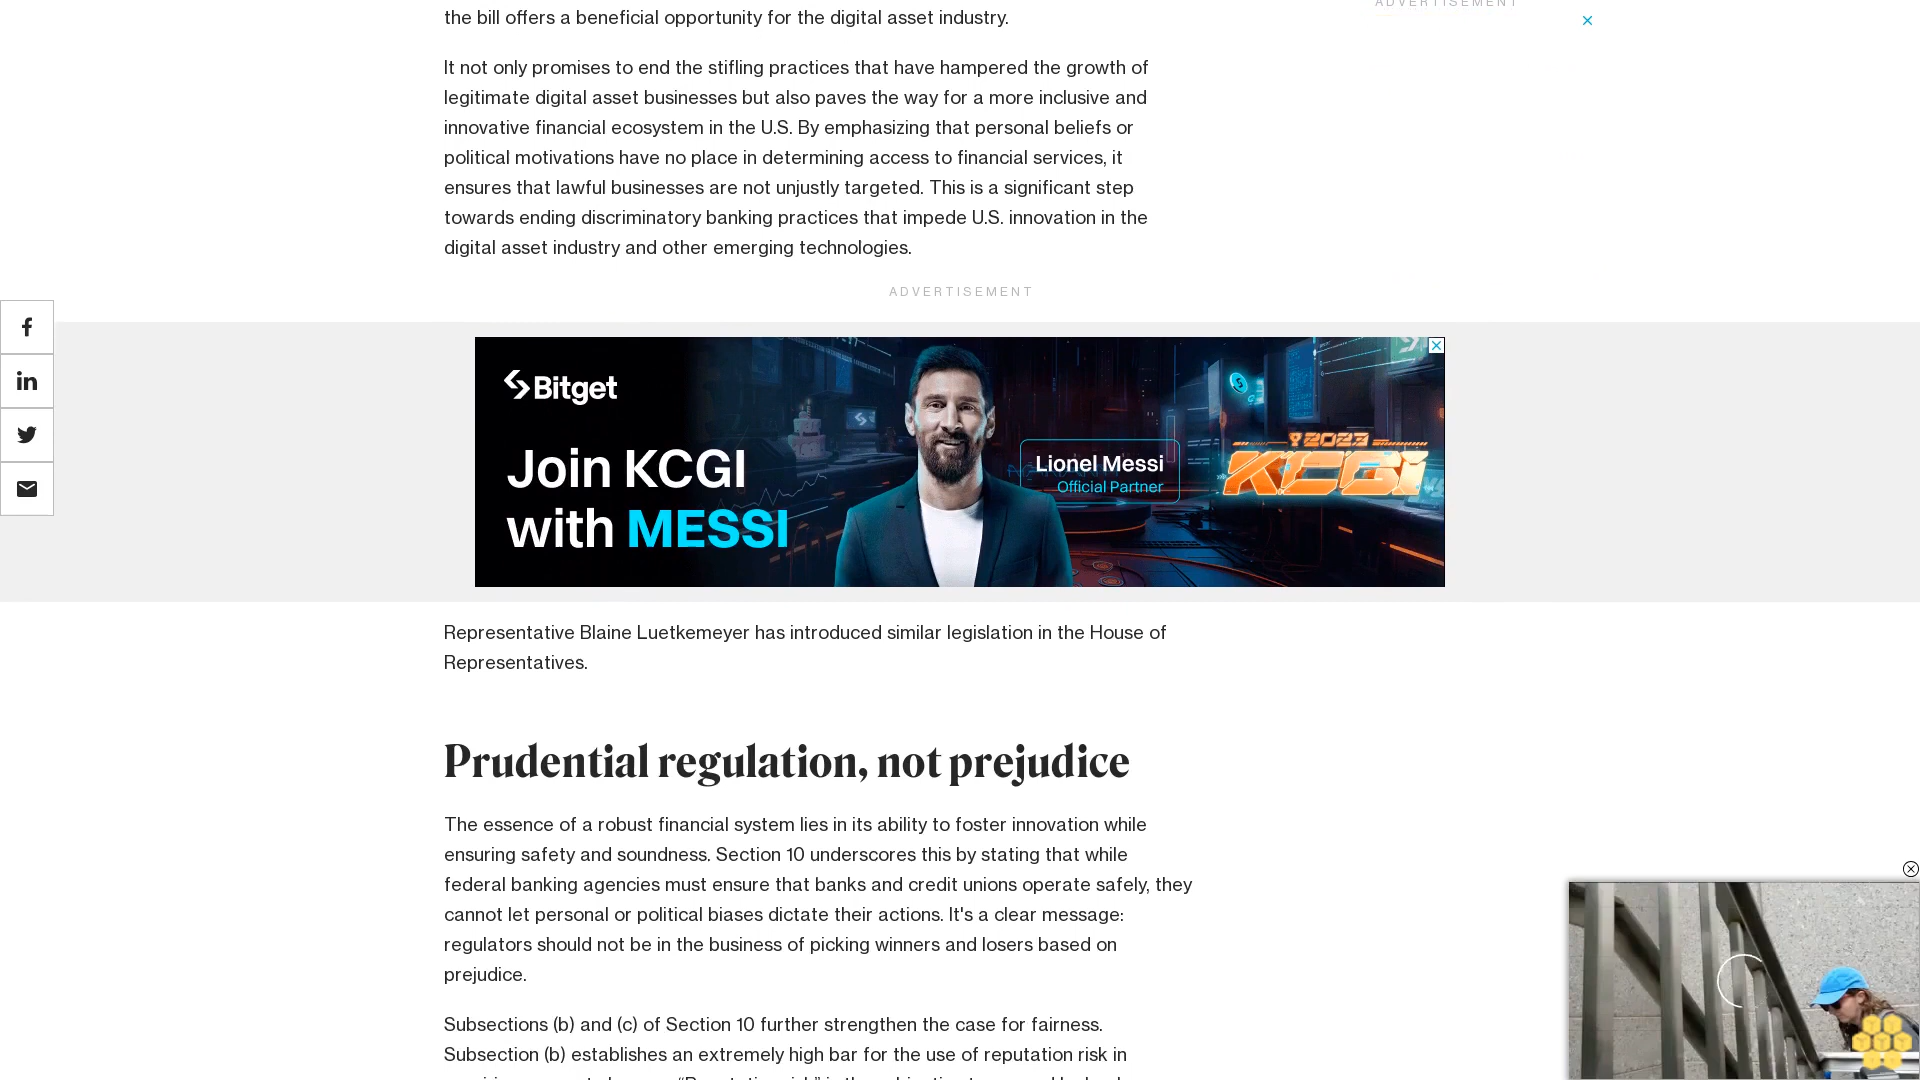 the bill offers a beneficial opportunity for the digital asset industry.
ADVERTISEMENT
It not only promises to end the stifling practices that have hampered the growth of
legitimate digital asset businesses but also paves the way for a more inclusive and
innovative financial ecosystem in the U.S. By emphasizing that personal beliefs or
political motivations have no place in determining access to financial services, it
ensures that lawful businesses are not unjustly targeted. This is a significant step
towards ending discriminatory banking practices that impede U.S. innovation in the
digital asset industry and other emerging technologies.
ADVERTISEMENT
Bitget
Join KCGI
with MESSI
Lionel Messi
Official Partner
Y2023
KCGI
Representative Blaine Luetkemeyer has introduced similar legislation in the House of
Representatives.
Prudential regulation, not prejudice
The essence of a robust financial system lies in its ability to foster innovation while
ensuring safety and soundness. Section 10 underscores this by stating that while
federal banking agencies must ensure that banks and credit unions operate safely, they
cannot let personal or political biases dictate their actions. It's a clear message:
regulators should not be in the business of picking winners and losers based on
prejudice.
Subsections (b) and (c) of Section 10 further strengthen the case for fairness.
Subsection (b) establishes an extremely high bar for the use of reputation risk in